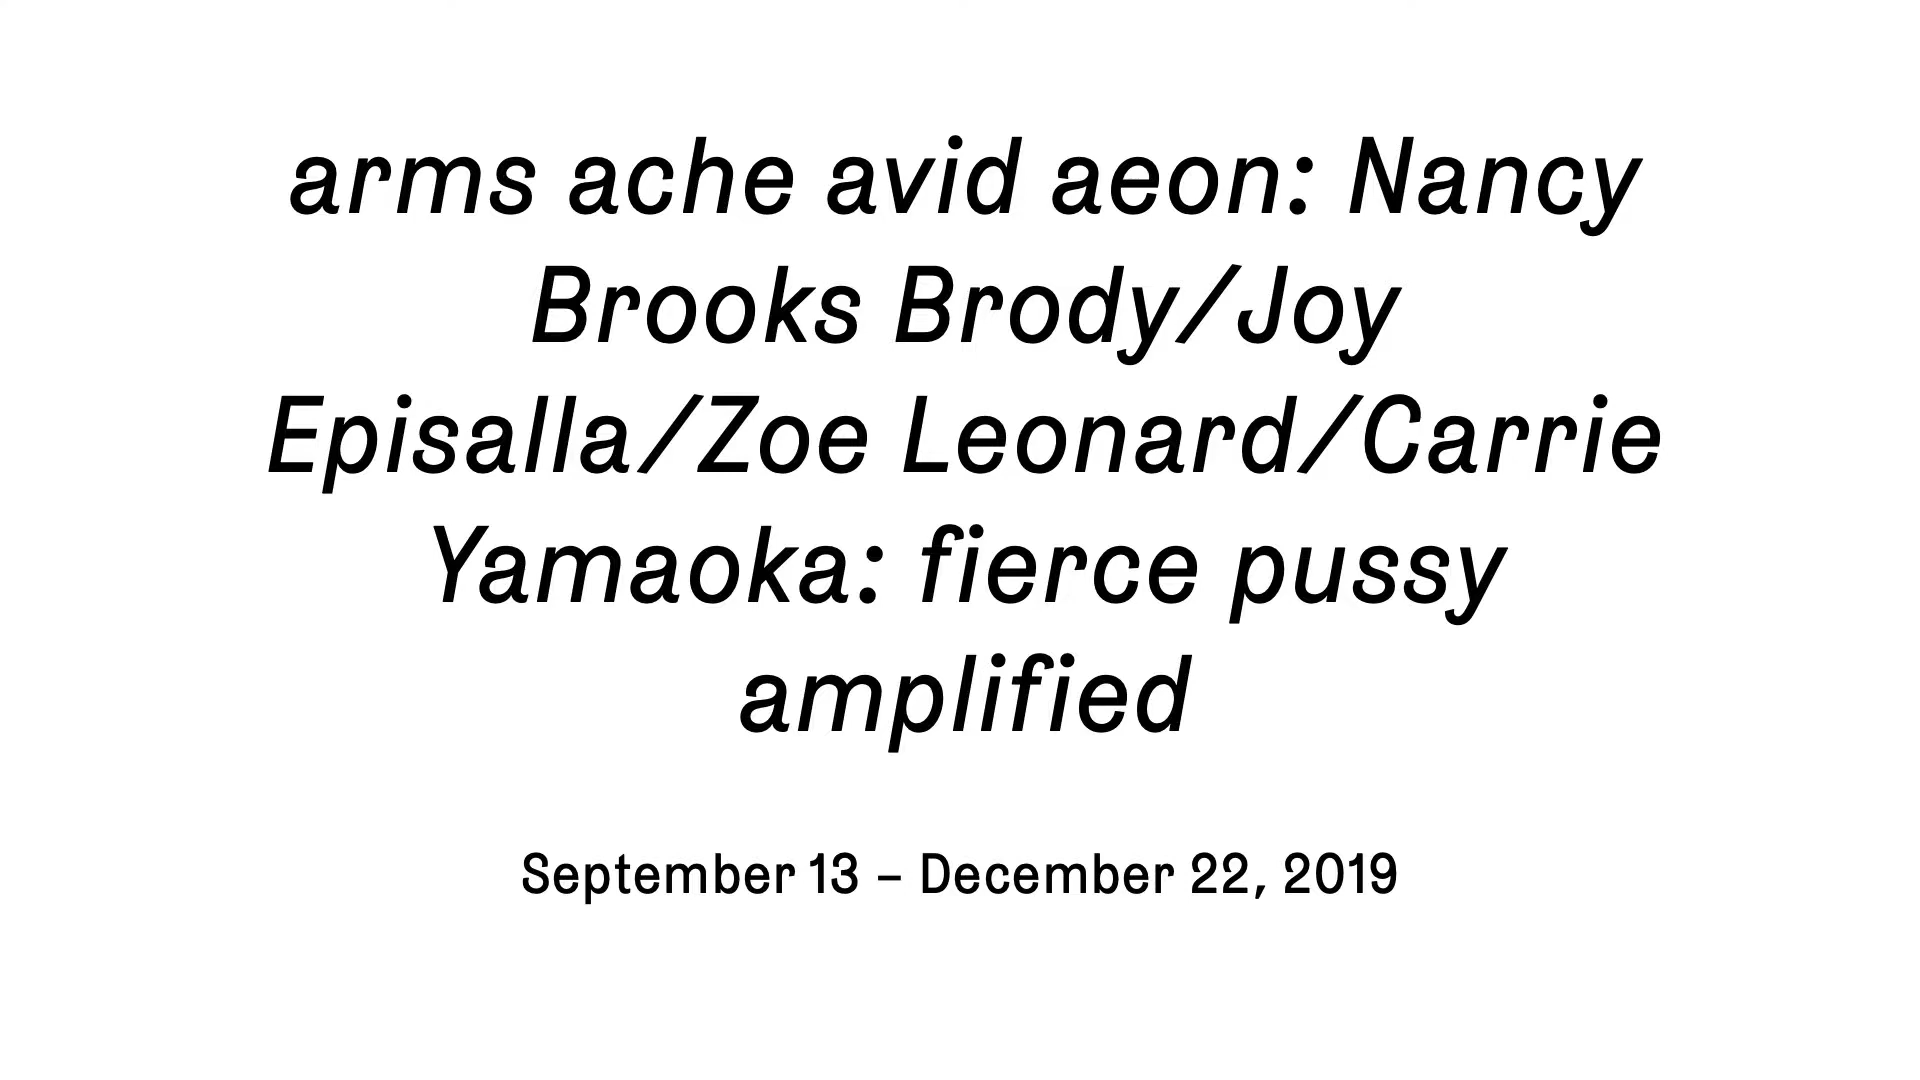 arms ache avid aeon: Nancy
Brooks Brody/Joy
Episalla/Zoe Leonard/Carrie
Yamaoka: fierce pussy
amplified
September 13 – December 22, 2019